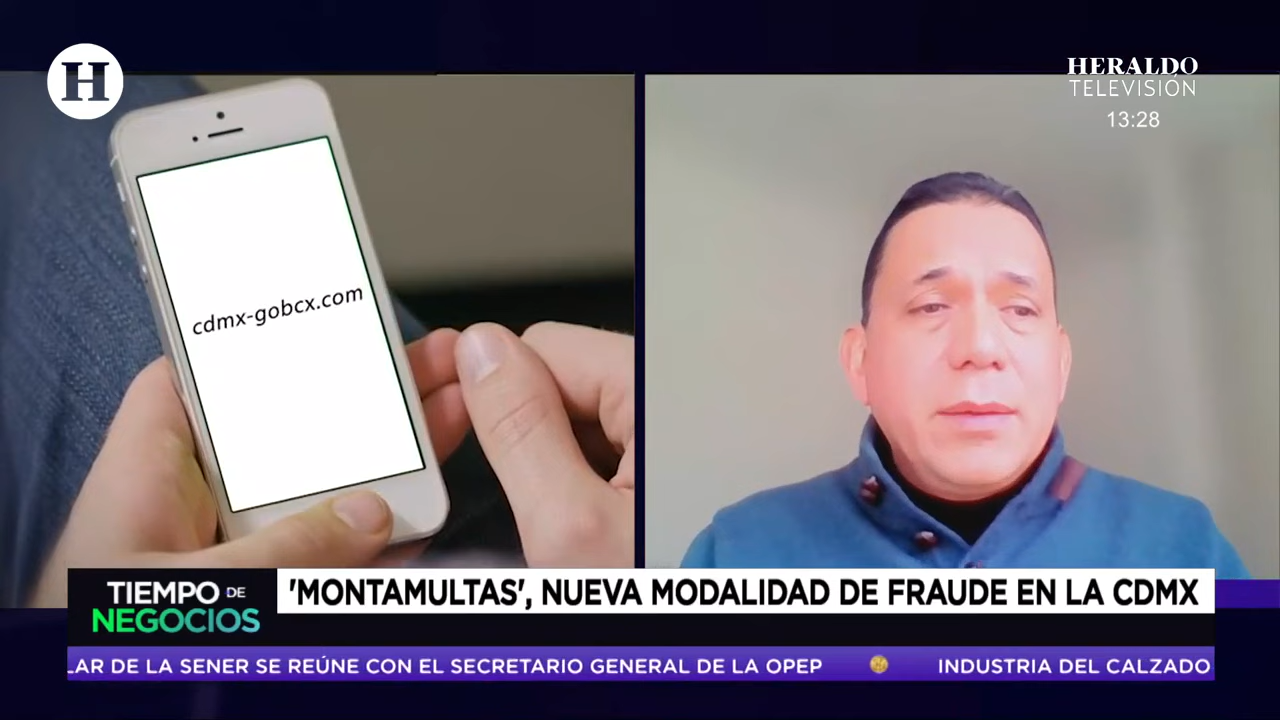 H
HERALDO
TELEVISIÓN
13:28
cdmx-gobcx.com
TIEMPO DE
NEGOCIOS
'MONTAMULTAS', NUEVA MODALIDAD DE FRAUDE EN LA CDMX
LAR DE LA SENER SE REÚNE CON EL SECRETARIO GENERAL DE LA OPEP
INDUSTRIA DEL CALZADO